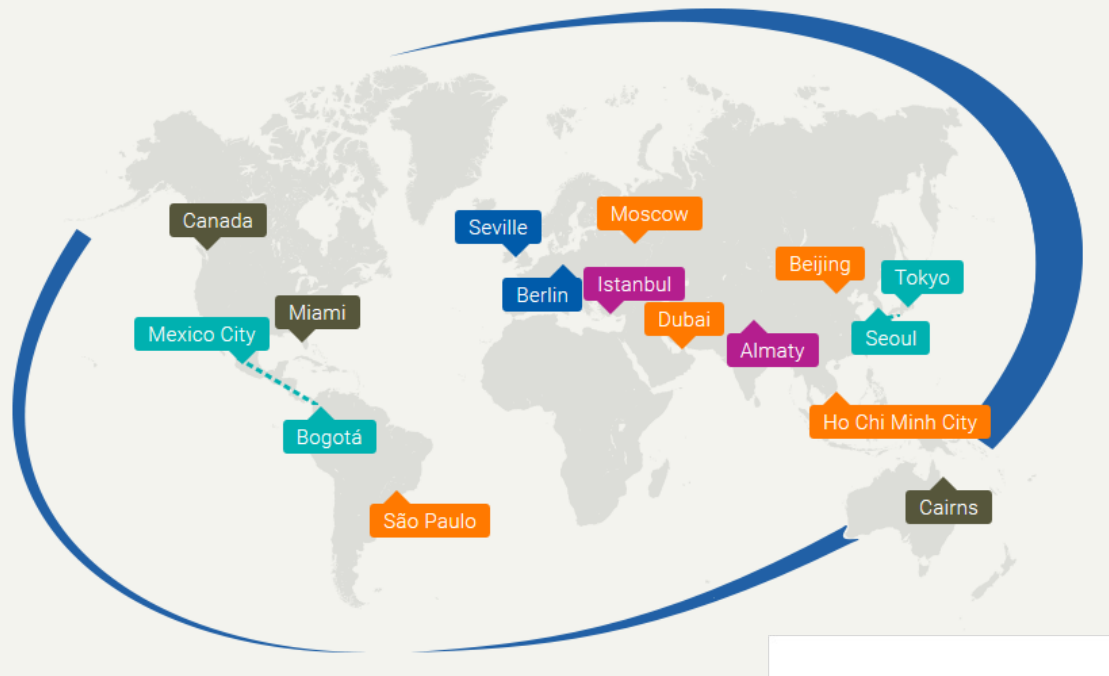 Canada
Seville
Moscow
Beijing
Tokyo
Berlin
Istanbul
Miami
Mexico City
Dubai
Almaty
Seoul
Bogotá
Ho Chi Minh City
São Paulo
Cairns